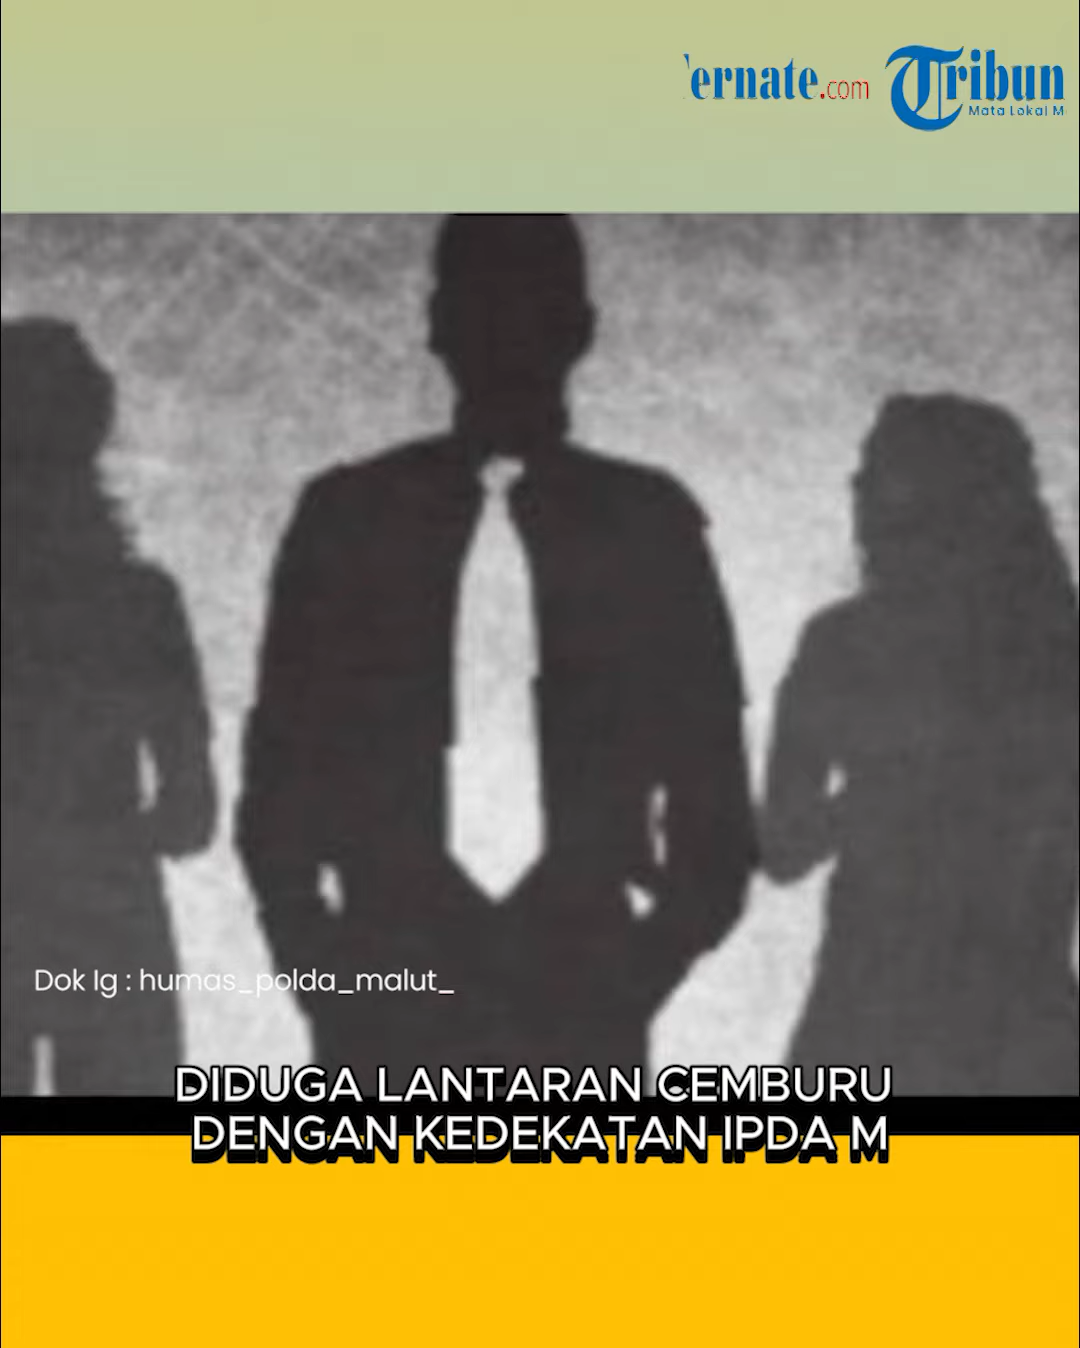 ernate.com Tribun
Mata Lokal M
Dok Ig : humas_polda_malut_
DIDUGA LANTARAN CEMBURU
DENGAN KEDEKATAN IPDA M